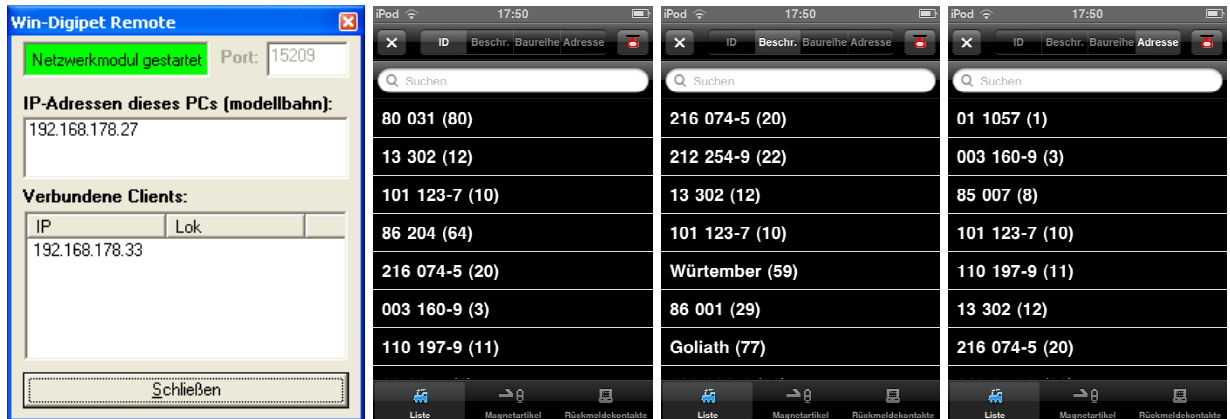 Win-Digipet Remote
Netzwerkmodul gestartet Port: 15209
IP-Adressen dieses PCs (modellbahn):
192.168.178.27
Verbundene Clients:
IP Lok
192.168.178.33
Schließen
iPod 17:50
ID Beschr. Baureihe Adresse
Suchen
80 031 (80)
13 302 (12)
101 123-7 (10)
86 204 (64)
216 074-5 (20)
003 160-9 (3)
110 197-9 (11)
Liste Magnetartikel Rückmeldekontakte
iPod 17:50
ID Beschr. Baureihe Adresse
Suchen
216 074-5 (20)
212 254-9 (22)
13 302 (12)
101 123-7 (10)
Würtember (59)
86 001 (29)
Goliath (77)
Liste Magnetartikel Rückmeldekontakte
iPod 17:50
ID Beschr. Baureihe Adresse
Suchen
01 1057 (1)
003 160-9 (3)
85 007 (8)
101 123-7 (10)
110 197-9 (11)
13 302 (12)
216 074-5 (20)
Liste Magnetartikel Rückmeldekontakte